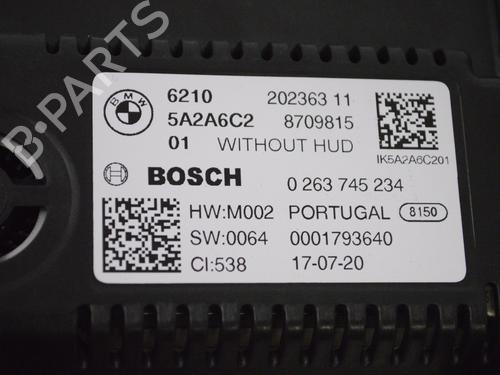 B-PARTS
BMW
6210 202363 11
5A2A6C2 8709815
01 WITHOUT HUD
IK5A2A6C201
BOSCH 0 263 745 234
HW:M002 PORTUGAL 8150
SW:0064 0001793640
CI:538 17-07-20